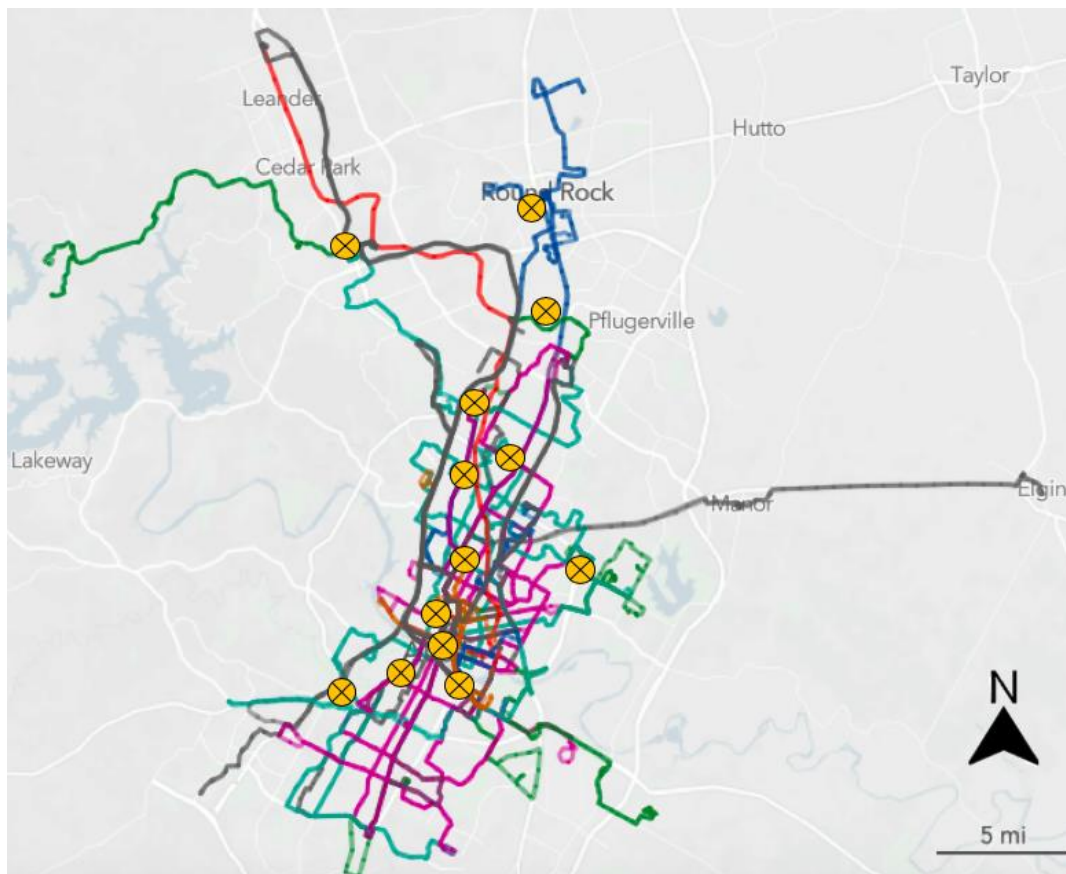 Taylor
Leander
Hutto
Cedar Park
Round Rock
Pflugerville
Lakeway
Manor
Elgin
N
5 mi